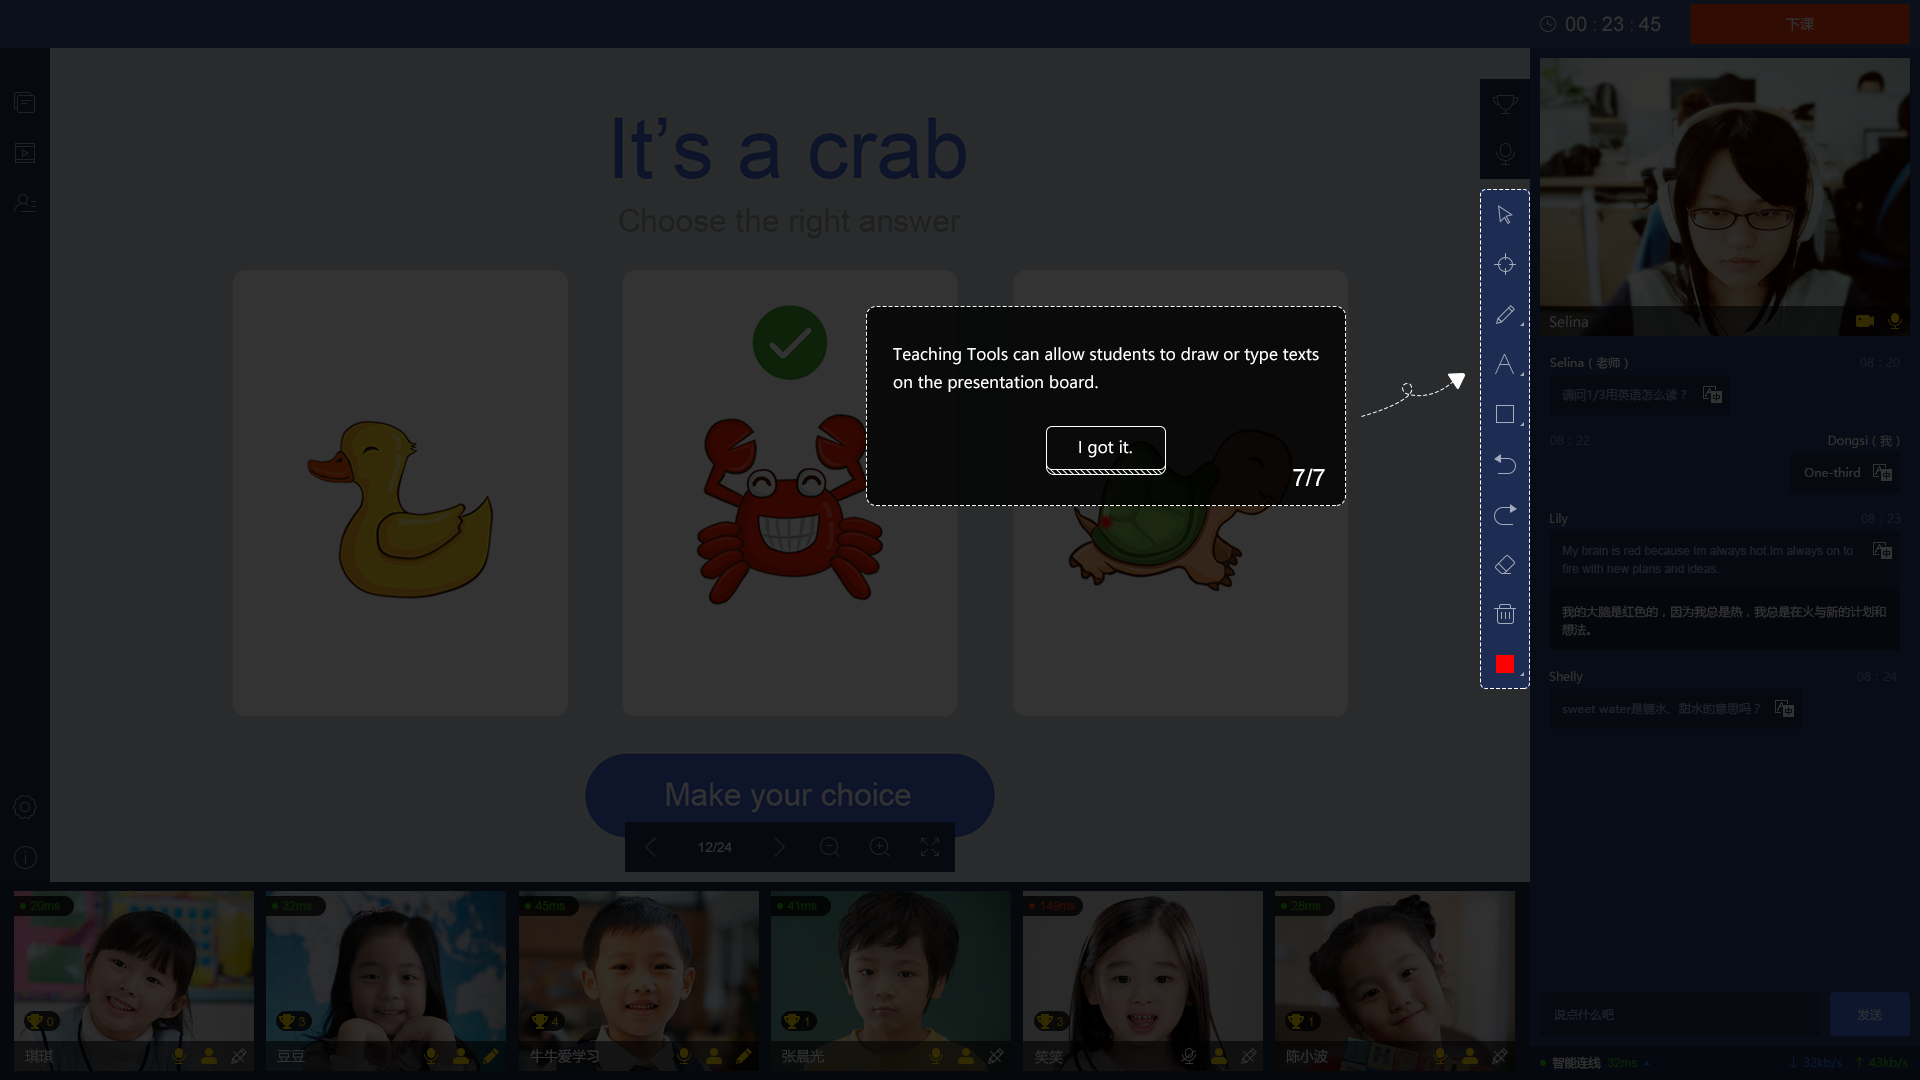 00 : 23 : 45
下课
It's a crab
Choose the right answer
Teaching Tools can allow students to draw or type texts
on the presentation board.
I got it.
7/7
Make your choice
12/24
Selina
Selina ( 老师 )
08 : 20
请问1/3用英语怎么读？
08 : 22
Dongsi ( 我 )
One-third
Lily
08 : 23
My brain is red because Im always hot.Im always on to
fire with new plans and ideas.
我的大脑是红色的，因为我总是热，我总是在火与新的计划和
想法。
Shelly
08 : 24
sweet water是糖水、甜水的意思吗？
20ms
0
琪琪
32ms
3
豆豆
45ms
4
牛牛爱学习
41ms
1
张晨光
149ms
3
笑笑
28ms
1
陈小波
说点什么吧
发送
智能连线 32ms
32kb/s
43kb/s